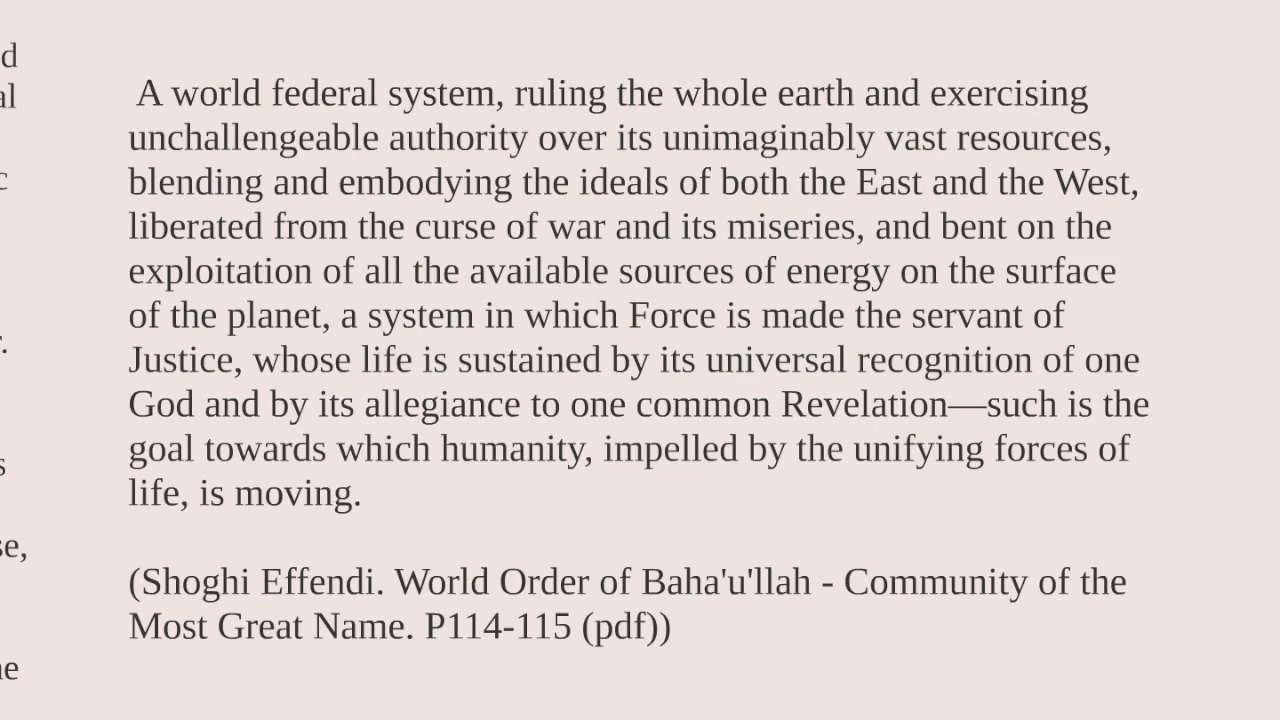 A world federal system, ruling the whole earth and exercising
unchallengeable authority over its unimaginably vast resources,
blending and embodying the ideals of both the East and the West,
liberated from the curse of war and its miseries, and bent on the
exploitation of all the available sources of energy on the surface
of the planet, a system in which Force is made the servant of
Justice, whose life is sustained by its universal recognition of one
God and by its allegiance to one common Revelation—such is the
goal towards which humanity, impelled by the unifying forces of
life, is moving.
(Shoghi Effendi. World Order of Baha'u'llah - Community of the
Most Great Name. P114-115 (pdf))